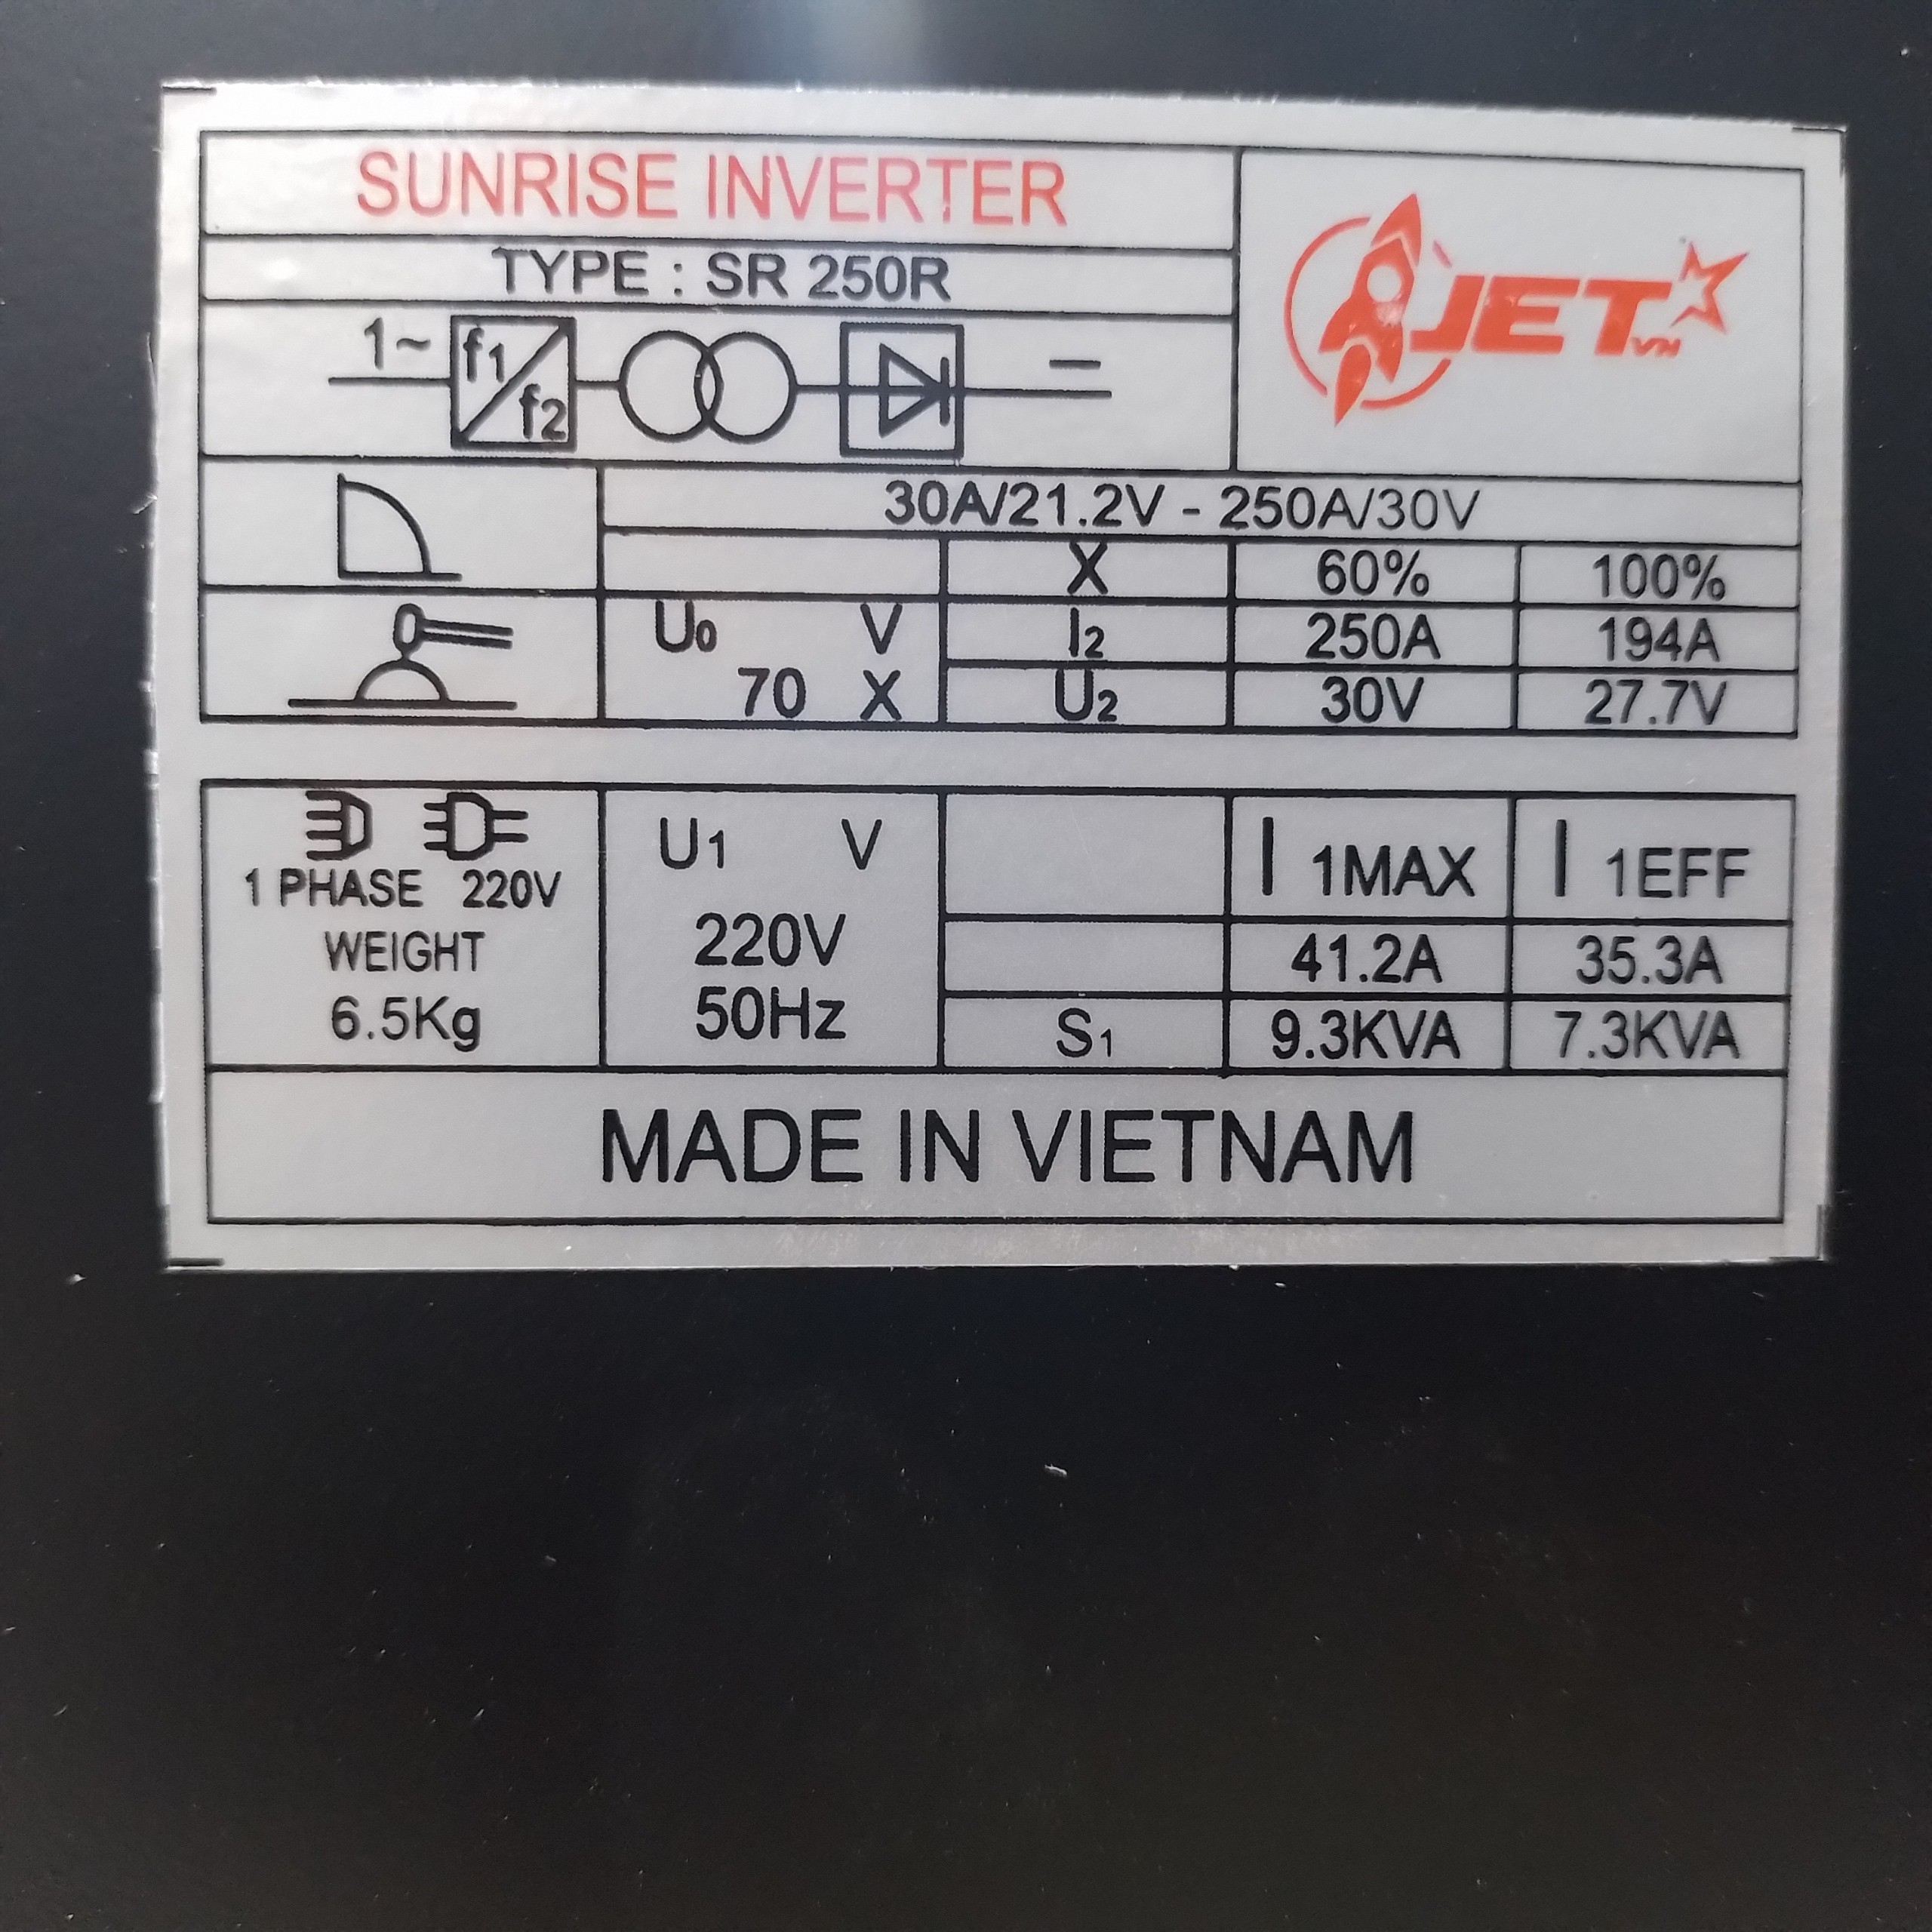 SUNRISE INVERTER
JET VN
TYPE : SR 250R
1~ f1 f2
30A/21.2V - 250A/30V
X 60% 100%
U0 V I2 250A 194A
70 X U2 30V 27.7V
1 PHASE 220V
WEIGHT
6.5Kg
U1 V
220V
50Hz
I 1MAX I 1EFF
41.2A 35.3A
S1 9.3KVA 7.3KVA
MADE IN VIETNAM